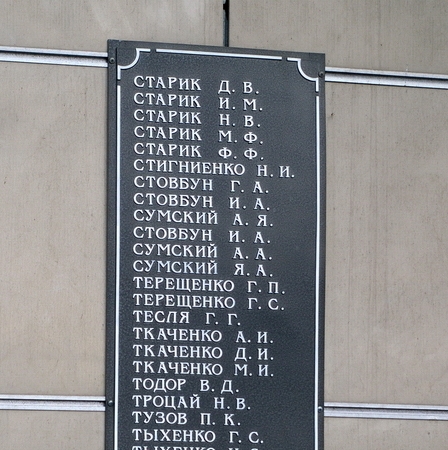 СТАРИК Д. В.
СТАРИК И. М.
СТАРИК Н. В.
СТАРИК М. Ф.
СТАРИК Ф. Ф.
СТИГНИЕНКО Н. И.
СТОВБУН Г. А.
СТОВБУН И. А.
СУМСКИЙ А. Я.
СТОВБУН И. А.
СУМСКИЙ А. А.
СУМСКИЙ Я. А.
ТЕРЕЩЕНКО Г. П.
ТЕРЕЩЕНКО Г. С.
ТЕСЛЯ Г. Г.
ТКАЧЕНКО А. И.
ТКАЧЕНКО Д. И.
ТКАЧЕНКО М. И.
ТОДОР В. Д.
ТРОЦАЙ Н. В.
ТУЗОВ П. К.
ТЫХЕНКО Г. С.